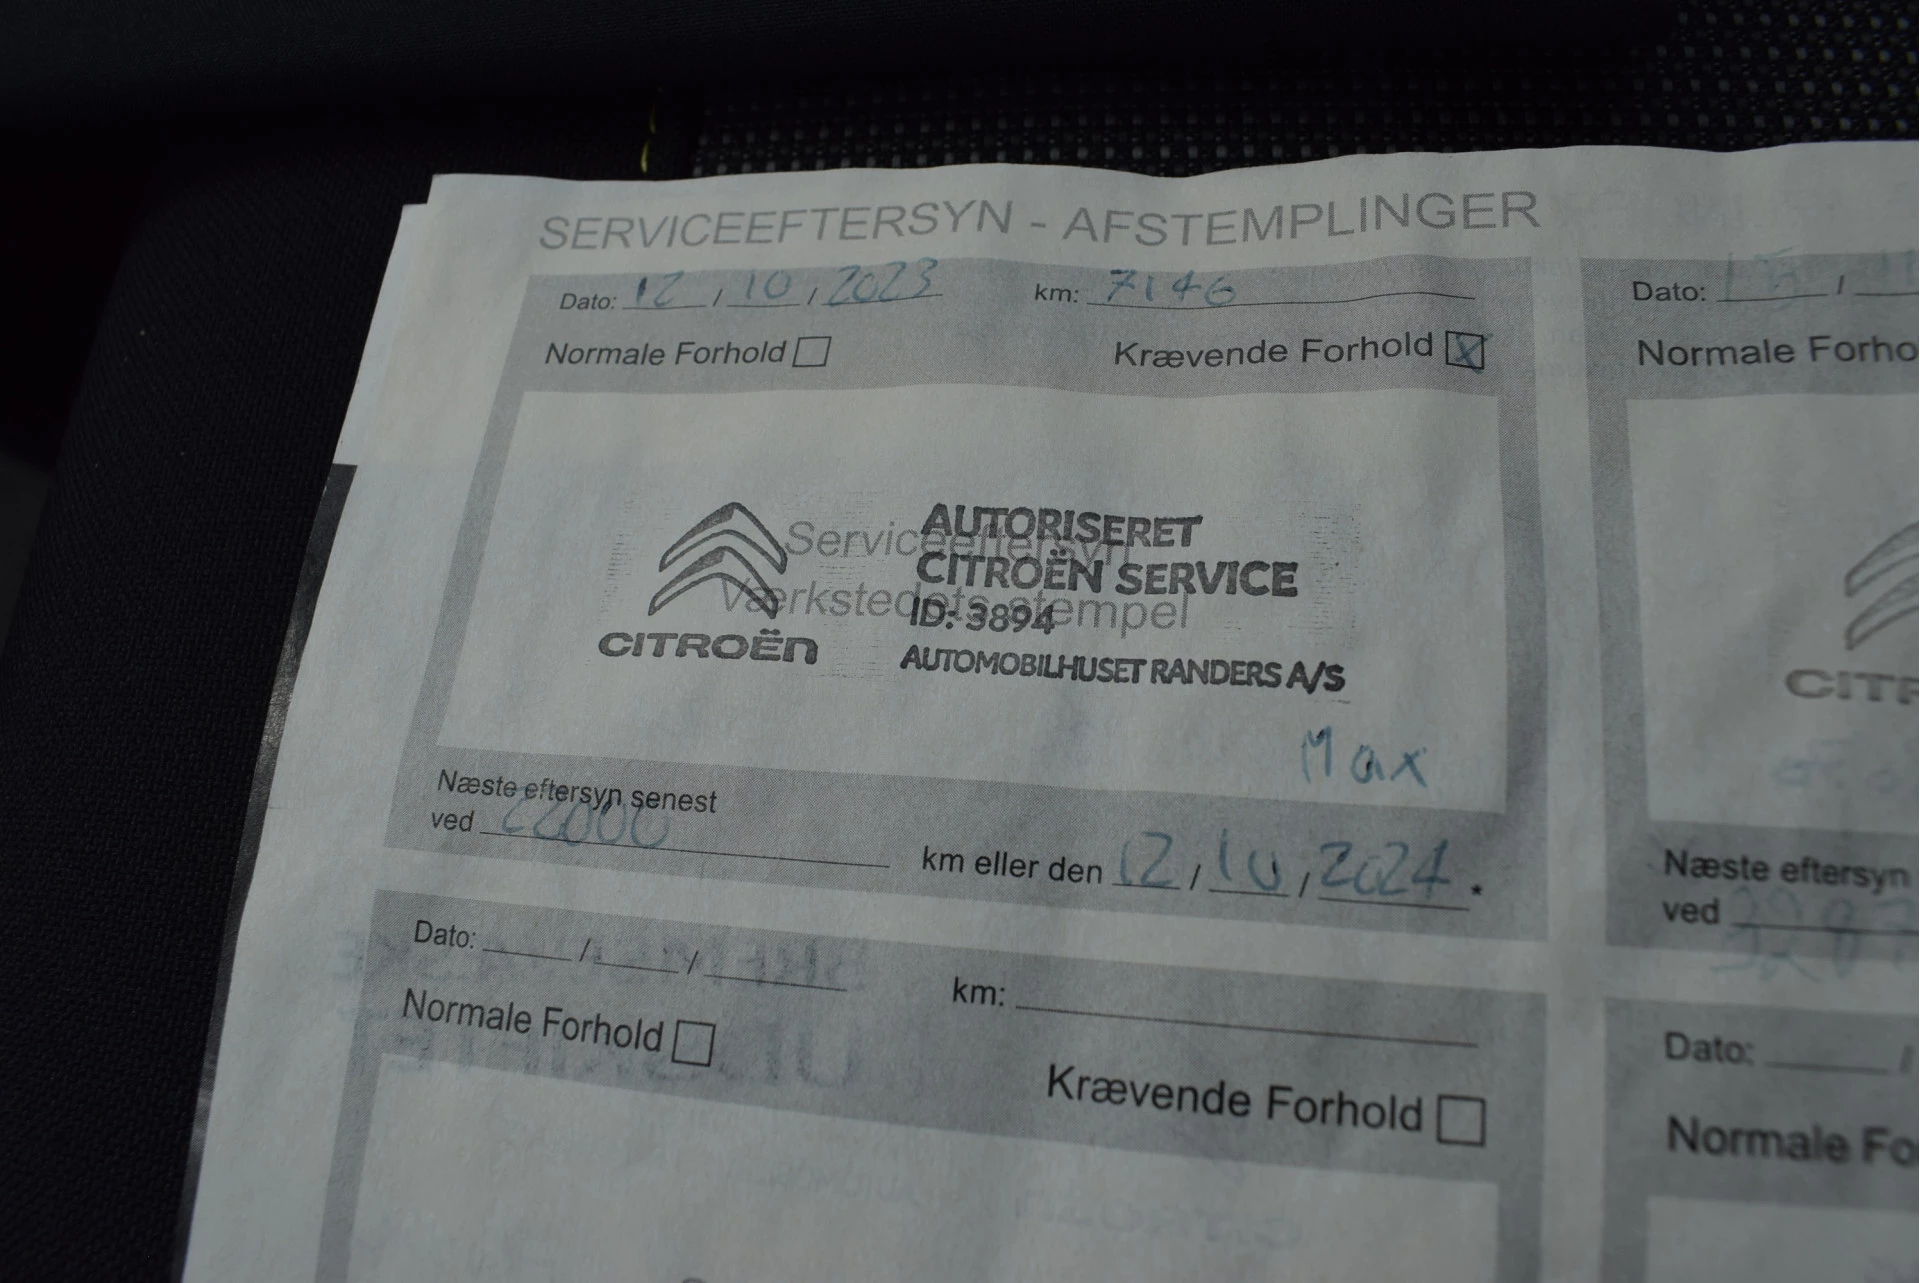 SERVICEEFTERSYN - AFSTEMPLINGER
Dato: 12 / 10 / 2023 km: 7146
Normale Forhold Krævende Forhold X
Serviceeftersyn
Værkstedets stempel
CITROËN
AUTORISERET
CITROËN SERVICE
ID: 3894
AUTOMOBILHUSET RANDERS A/S
Max
Næste eftersyn senest
ved 22000 km eller den 12 / 10 / 2024 *
Dato: / /
km:
Normale Forhold
Krævende Forhold
Dato: /
Normale Forho
CITR
Næste eftersyn
ved
Dato: /
Normale Fo